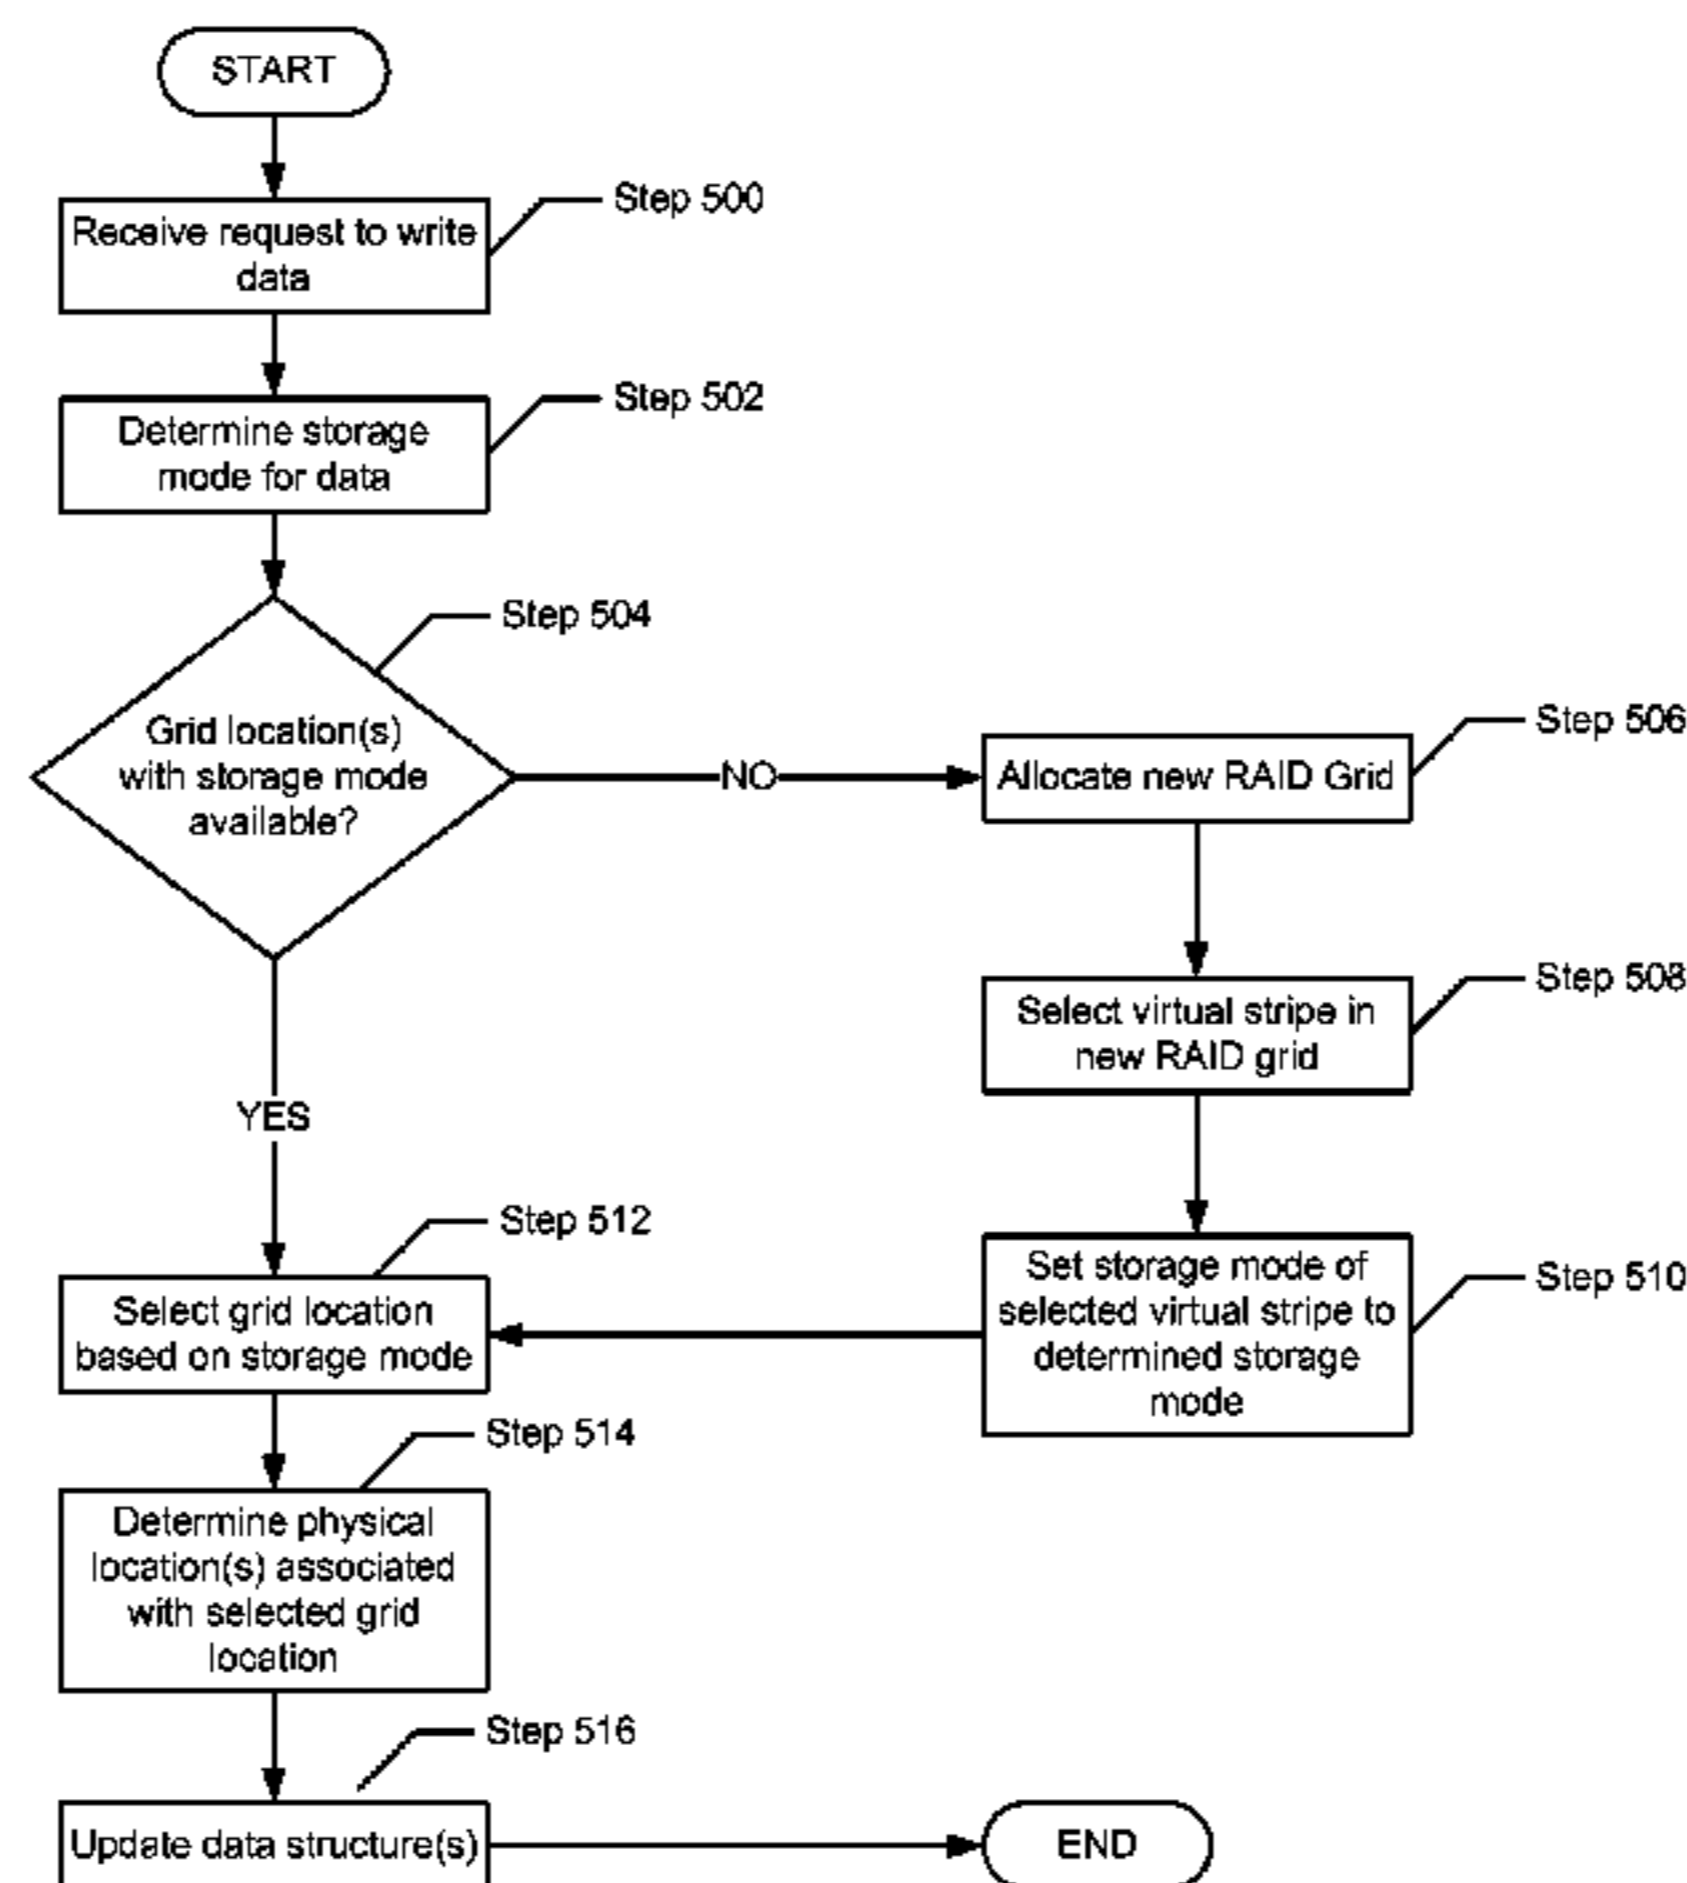 START
Step 500
Receive request to write
data
Step 502
Determine storage
mode for data
Step 504
Grid location(s)
with storage mode
available?
NO
Step 506
Allocate new RAID Grid
Step 508
Select virtual stripe in
new RAID grid
YES
Step 510
Set storage mode of
selected virtual stripe to
determined storage
mode
Step 512
Select grid location
based on storage mode
Step 514
Determine physical
location(s) associated
with selected grid
location
Step 516
Update data structure(s)
END